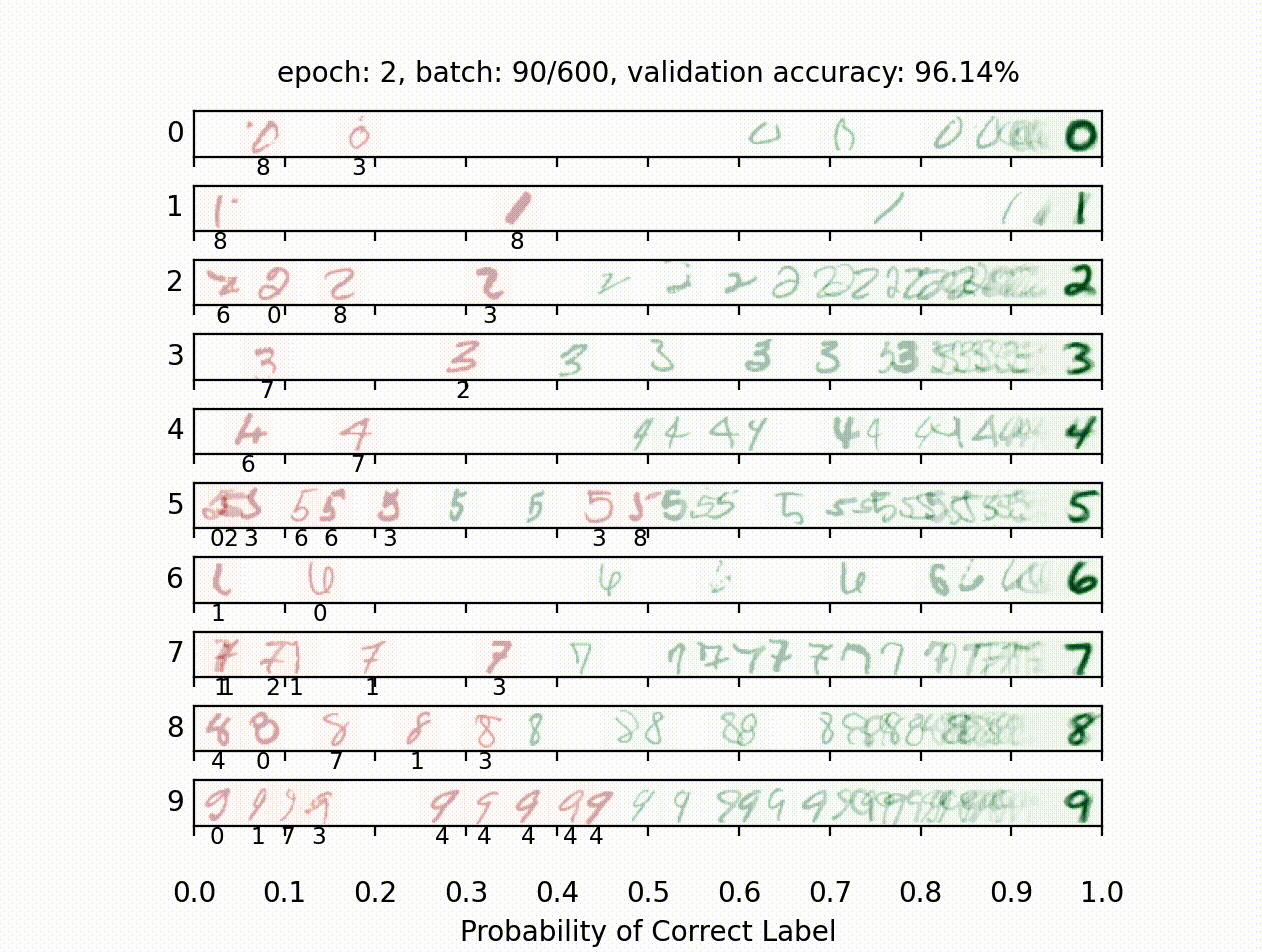 epoch: 2, batch: 90/600, validation accuracy: 96.14%
0
8 3
1
8 8
2
6 0 8 3
3
7 2
4
6 7
5
0 2 3 6 6 3 3 8
6
1 0
7
1 1 2 1 1 3
8
4 0 7 1 3
9
0 1 7 3 4 4 4 4 4
0.0 0.1 0.2 0.3 0.4 0.5 0.6 0.7 0.8 0.9 1.0
Probability of Correct Label